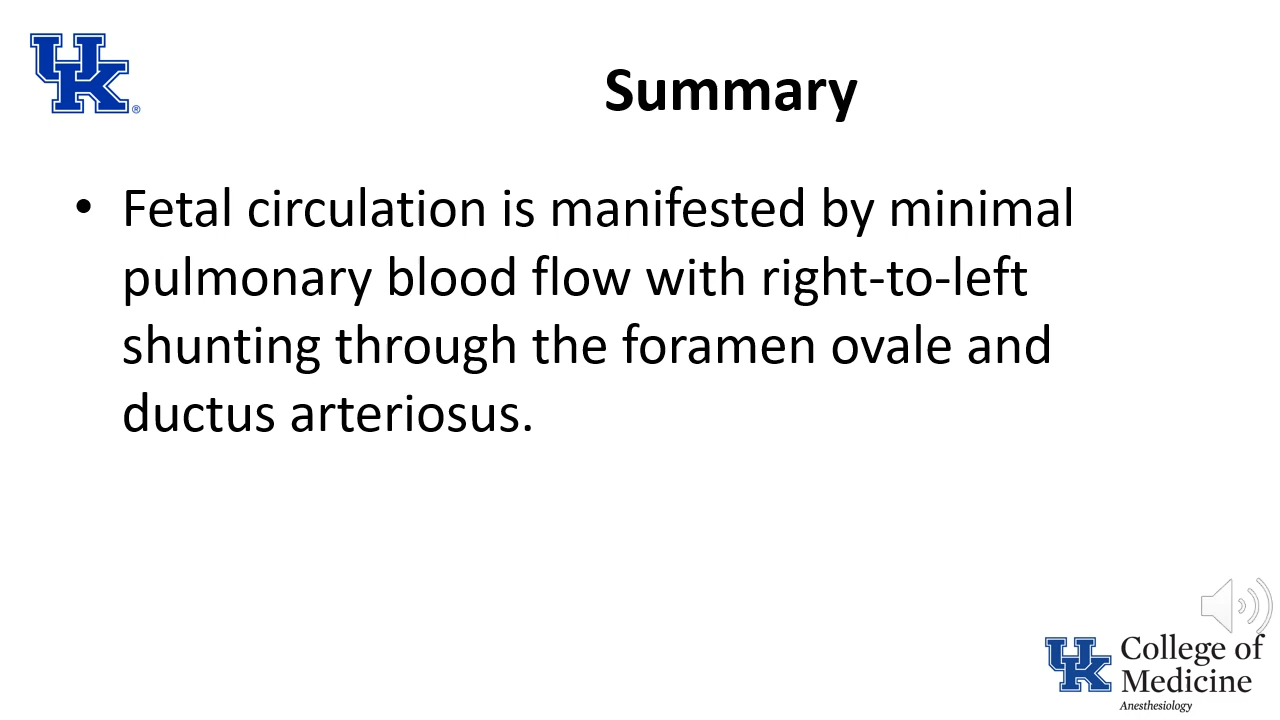 UK®
Summary
• Fetal circulation is manifested by minimal
pulmonary blood flow with right-to-left
shunting through the foramen ovale and
ductus arteriosus.
UK College of
Medicine
Anesthesiology